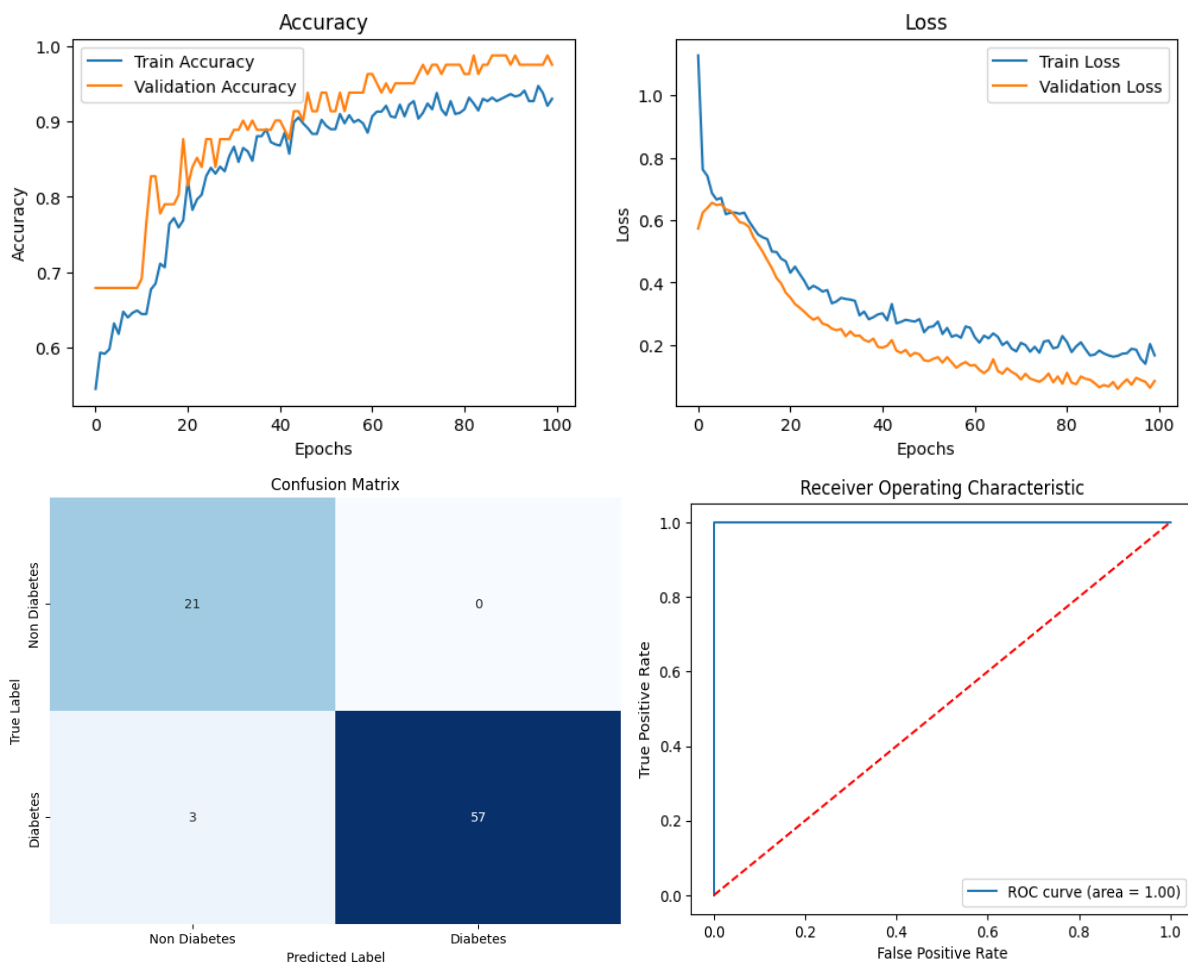 Accuracy
Train Accuracy
Validation Accuracy
1.0
0.9
0.8
0.7
0.6
Accuracy
0 20 40 60 80 100
Epochs
Loss
Train Loss
Validation Loss
1.0
0.8
0.6
0.4
0.2
Loss
0 20 40 60 80 100
Epochs
Confusion Matrix
True Label
Non Diabetes
21 0
Diabetes
3 57
Non Diabetes Diabetes
Predicted Label
Receiver Operating Characteristic
True Positive Rate
1.0
0.8
0.6
0.4
0.2
0.0
ROC curve (area = 1.00)
0.0 0.2 0.4 0.6 0.8 1.0
False Positive Rate